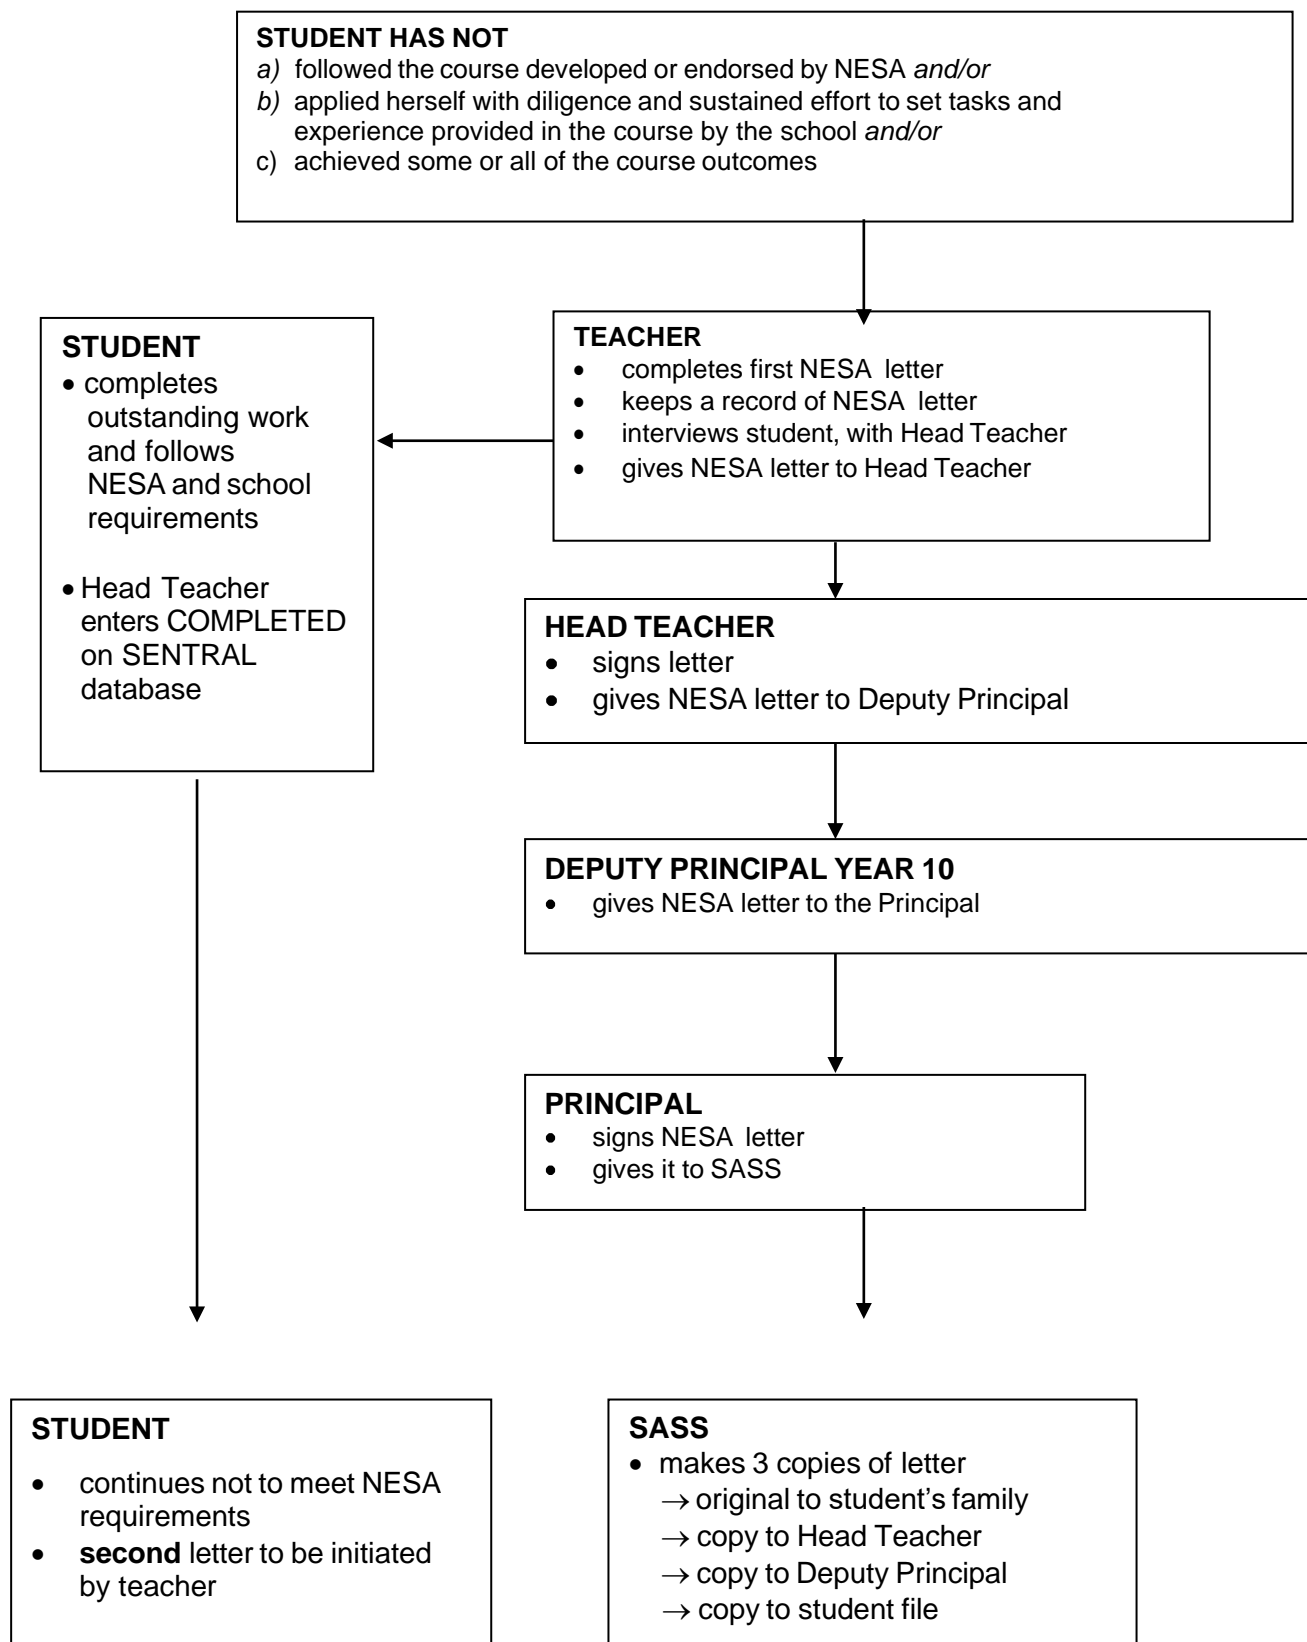 STUDENT HAS NOT
a) followed the course developed or endorsed by NESA and/or
b) applied herself with diligence and sustained effort to set tasks and
experience provided in the course by the school and/or
c) achieved some or all of the course outcomes
TEACHER
• completes first NESA letter
• keeps a record of NESA letter
• interviews student, with Head Teacher
• gives NESA letter to Head Teacher
STUDENT
• completes
outstanding work
and follows
NESA and school
requirements
• Head Teacher
enters COMPLETED
on SENTRAL
database
HEAD TEACHER
• signs letter
• gives NESA letter to Deputy Principal
DEPUTY PRINCIPAL YEAR 10
• gives NESA letter to the Principal
PRINCIPAL
• signs NESA letter
• gives it to SASS
STUDENT
• continues not to meet NESA
requirements
• second letter to be initiated
by teacher
SASS
• makes 3 copies of letter
→ original to student’s family
→ copy to Head Teacher
→ copy to Deputy Principal
→ copy to student file